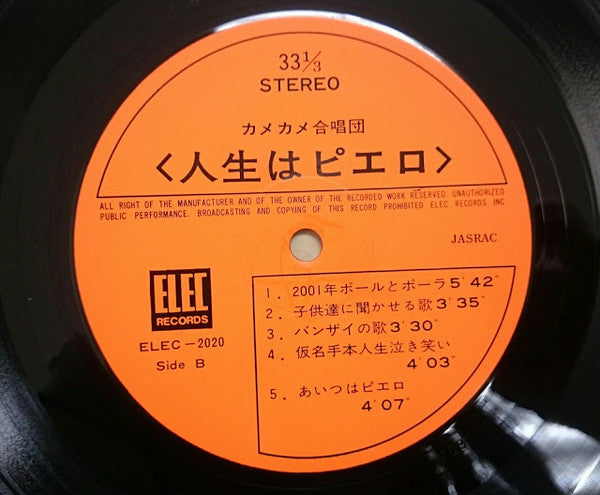 33⅓
STEREO
カメカメ合唱団
〈人生はピエロ〉
ALL RIGHT OF THE MANUFACTURER AND OF THE OWNER OF THE RECORDED WORK RESERVED. UNAUTHORIZED
PUBLIC PERFORMANCE. BROADCASTING AND COPYING OF THIS RECORD PROHIBITED ELEC RECORDS INC
JASRAC
ELEC
RECORDS
ELEC-2020
Side B
1. 2001年ポールとポーラ5′42″
2. 子供達に聞かせる歌3′35″
3. バンザイの歌3′30″
4. 仮名手本人生泣き笑い
4′03″
5. あいつはピエロ
4′07″